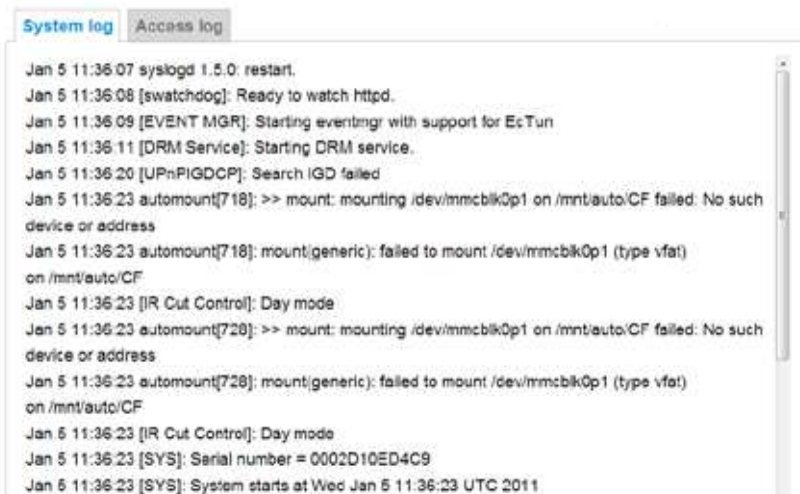 System log Access log
Jan 5 11:36:07 syslogd 1.5.0: restart.
Jan 5 11:36:08 [swatchdog]: Ready to watch httpd.
Jan 5 11:36:09 [EVENT MGR]: Starting eventmgr with support for EcTun
Jan 5 11:36:11 [DRM Service]: Starting DRM service.
Jan 5 11:36:20 [UPnPIGDCP]: Search IGD failed
Jan 5 11:36:23 automount[718]: >> mount: mounting /dev/mmcblk0p1 on /mnt/auto/CF failed: No such
device or address
Jan 5 11:36:23 automount[718]: mount(generic): failed to mount /dev/mmcblk0p1 (type vfat)
on /mnt/auto/CF
Jan 5 11:36:23 [IR Cut Control]: Day mode
Jan 5 11:36:23 automount[728]: >> mount: mounting /dev/mmcblk0p1 on /mnt/auto/CF failed: No such
device or address
Jan 5 11:36:23 automount[728]: mount(generic): failed to mount /dev/mmcblk0p1 (type vfat)
on /mnt/auto/CF
Jan 5 11:36:23 [IR Cut Control]: Day mode
Jan 5 11:36:23 [SYS]: Serial number = 0002D10ED4C9
Jan 5 11:36:23 [SYS]: System starts at Wed Jan 5 11:36:23 UTC 2011